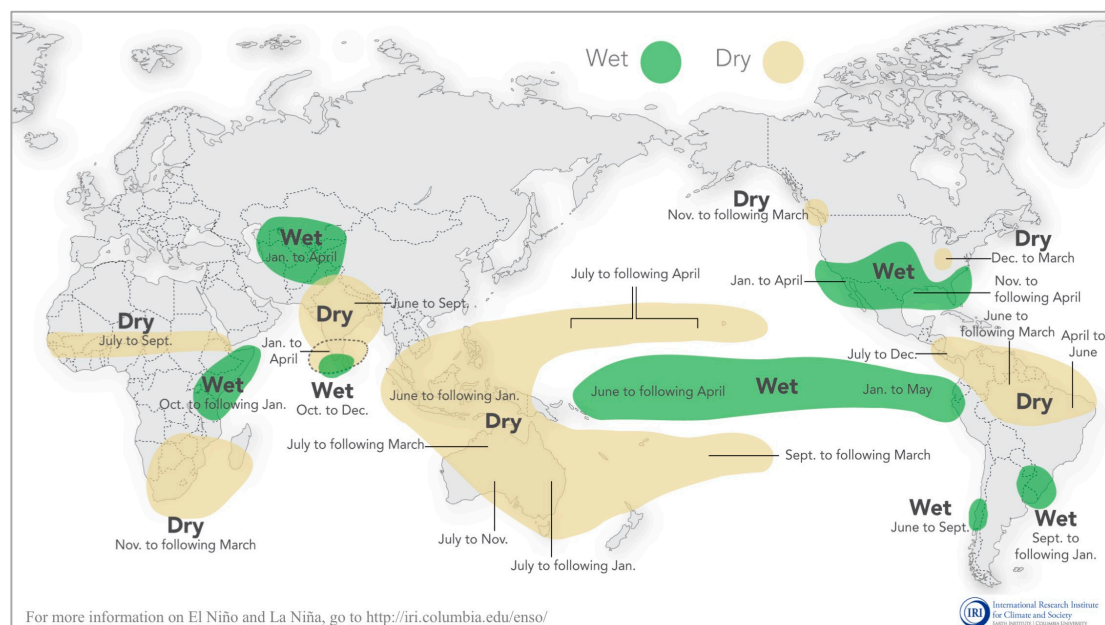 Wet
Dry
Dry
Nov. to following March
Dry
Dec. to March
Wet
Jan. to April
July to following April
Jan. to April
Wet
Nov. to
following April
June to Sept.
Dry
June to
following March
Dry
July to Sept.
April to
June
Jan. to
April
July to Dec.
Wet
Oct. to following Jan.
Wet
Oct. to Dec.
June to following Jan.
June to following April
Wet
Jan. to May
Dry
Dry
July to following March
Sept. to following March
Dry
Nov. to following March
Wet
June to Sept.
Wet
Sept. to
following Jan.
July to Nov.
July to following Jan.
For more information on El Niño and La Niña, go to http://iri.columbia.edu/enso/
IRI
International Research Institute
for Climate and Society
EARTH INSTITUTE | COLUMBIA UNIVERSITY